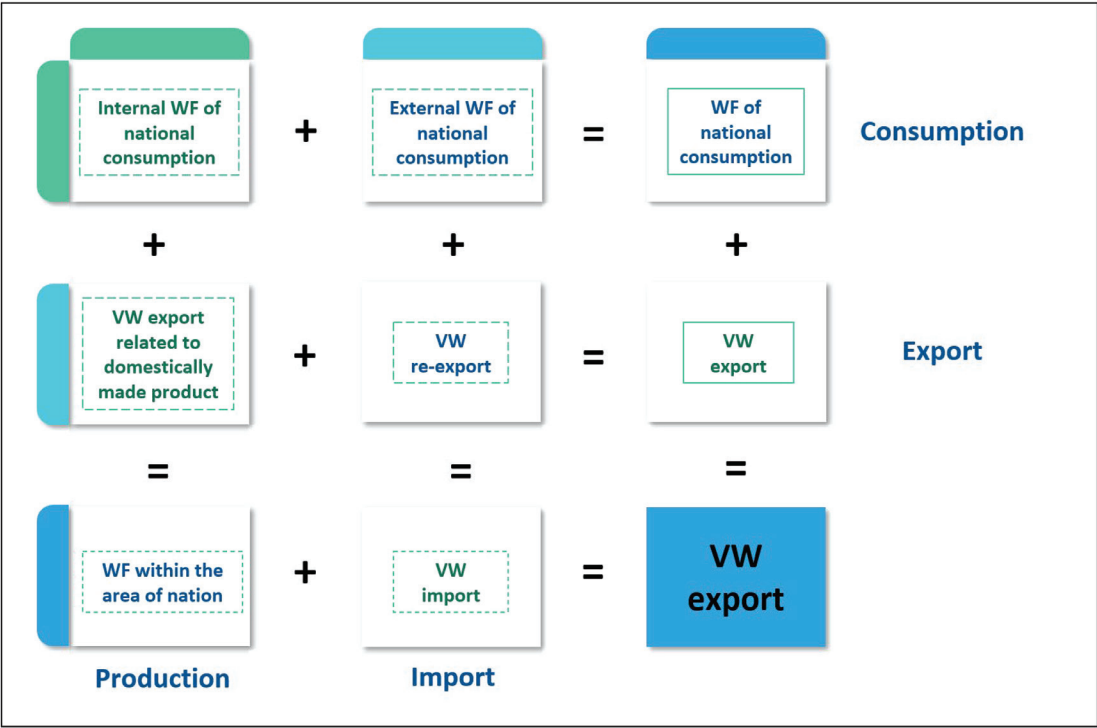 Internal WF of
national
consumption
+
External WF of
national
consumption
=
WF of
national
consumption
Consumption
+
+
+
VW export
related to
domestically
made product
+
VW
re-export
=
VW
export
Export
=
=
=
WF within the
area of nation
+
VW
import
=
VW
export
Production
Import